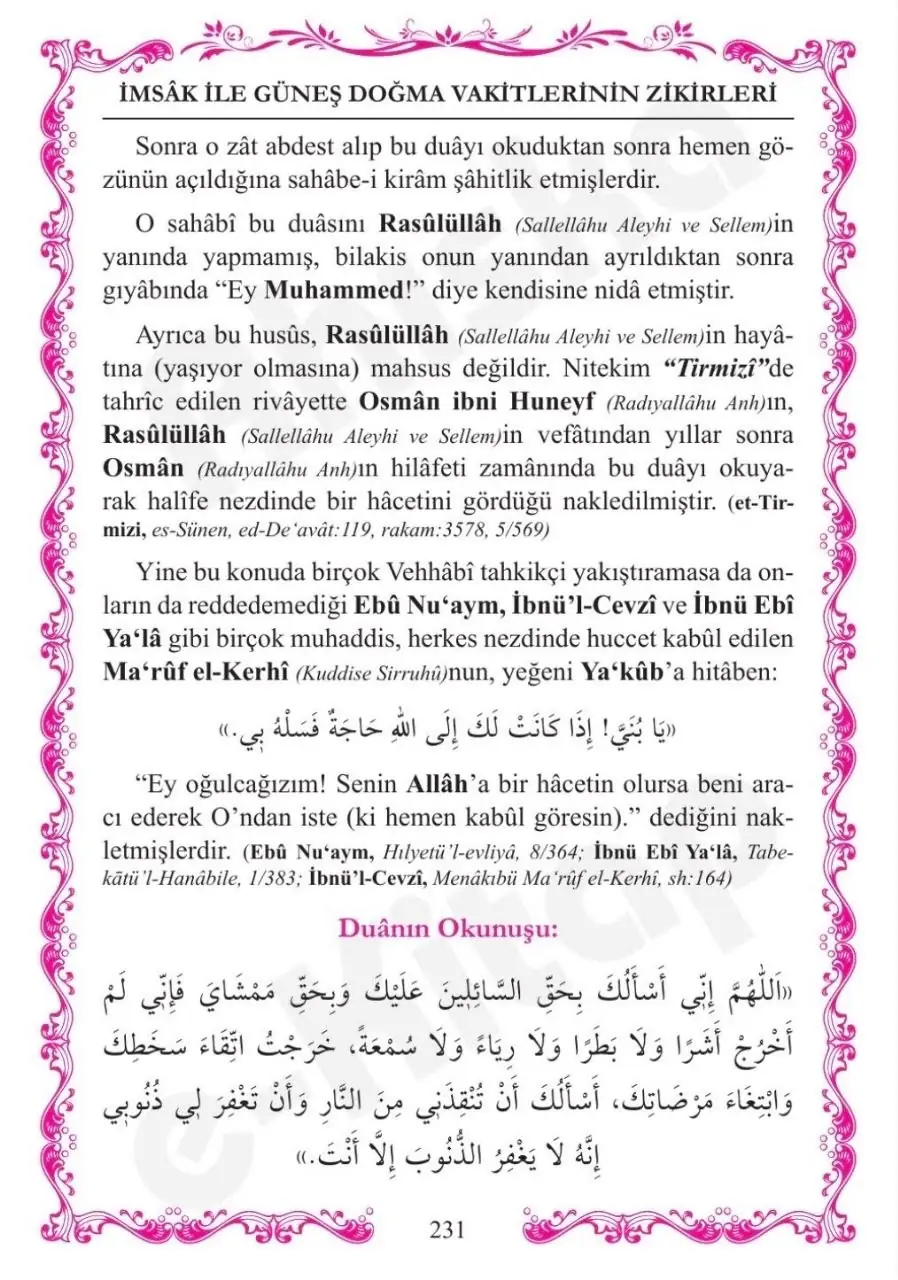 İMSÂK İLE GÜNEŞ DOĞMA VAKİTLERİNİN ZİKİRLERİ
Sonra o zât abdest alıp bu duâyı okuduktan sonra hemen gö-
zünün açıldığına sahâbe-i kirâm şâhitlik etmişlerdir.
O sahâbî bu duâsını Rasûlüllâh (Sallellâhu Aleyhi ve Sellem)in
yanında yapmamış, bilakis onun yanından ayrıldıktan sonra
gıyâbında “Ey Muhammed!” diye kendisine nidâ etmiştir.
Ayrıca bu husûs, Rasûlüllâh (Sallellâhu Aleyhi ve Sellem)in hayâ-
tına (yaşıyor olmasına) mahsus değildir. Nitekim “Tirmizî”de
tahrîc edilen rivâyette Osmân ibni Huneyf (Radıyallâhu Anh)ın,
Rasûlüllâh (Sallellâhu Aleyhi ve Sellem)in vefâtından yıllar sonra
Osmân (Radıyallâhu Anh)ın hilâfeti zamânında bu duâyı okuya-
rak halîfe nezdinde bir hâcetini gördüğü nakledilmiştir. (et-Tir-
mizi, es-Sünen, ed-De‘avât:119, rakam:3578, 5/569)
Yine bu konuda birçok Vehhâbî tahkikçi yakıştıramasa da on-
ların da reddedemediği Ebû Nu‘aym, İbnü’l-Cevzî ve İbnü Ebî
Ya‘lâ gibi birçok muhaddis, herkes nezdinde huccet kabûl edilen
Ma‘rûf el-Kerhî (Kuddise Sirruhû)nun, yeğeni Ya‘kûb’a hitâben:
«يَا بُنَيَّ! إِذَا كَانَتْ لَكَ إِلَى اللّٰهِ حَاجَةٌ فَسَلْهُ بِي.»
“Ey oğulcağızım! Senin Allâh’a bir hâcetin olursa beni ara-
cı ederek O’ndan iste (ki hemen kabûl göresin).” dediğini nak-
letmişlerdir. (Ebû Nu‘aym, Hılyetü’l-evliyâ, 8/364; İbnü Ebî Ya‘lâ, Tabe-
kātü’l-Hanâbile, 1/383; İbnü’l-Cevzî, Menâkıbü Ma‘rûf el-Kerhî, sh:164)
Duânın Okunuşu:
«اَللّٰهُمَّ إِنِّي أَسْأَلُكَ بِحَقِّ السَّائِلِينَ عَلَيْكَ وَبِحَقِّ مَمْشَايَ فَإِنِّي لَمْ
أَخْرُجْ أَشَرًا وَلَا بَطَرًا وَلَا رِيَاءً وَلَا سُمْعَةً، خَرَجْتُ اتِّقَاءَ سَخَطِكَ
وَابْتِغَاءَ مَرْضَاتِكَ، أَسْأَلُكَ أَنْ تُنْقِذَنِي مِنَ النَّارِ وَأَنْ تَغْفِرَ لِي ذُنُوبِي
إِنَّهُ لَا يَغْفِرُ الذُّنُوبَ إِلَّا أَنْتَ.»
231